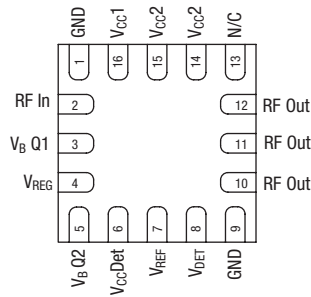 GND
VCC1
VCC2
VCC2
N/C
1
16
15
14
13
RF In
2
12
RF Out
VB Q1
3
11
RF Out
VREG
4
10
RF Out
5
6
7
8
9
VB Q2
VCCDet
VREF
VDET
GND